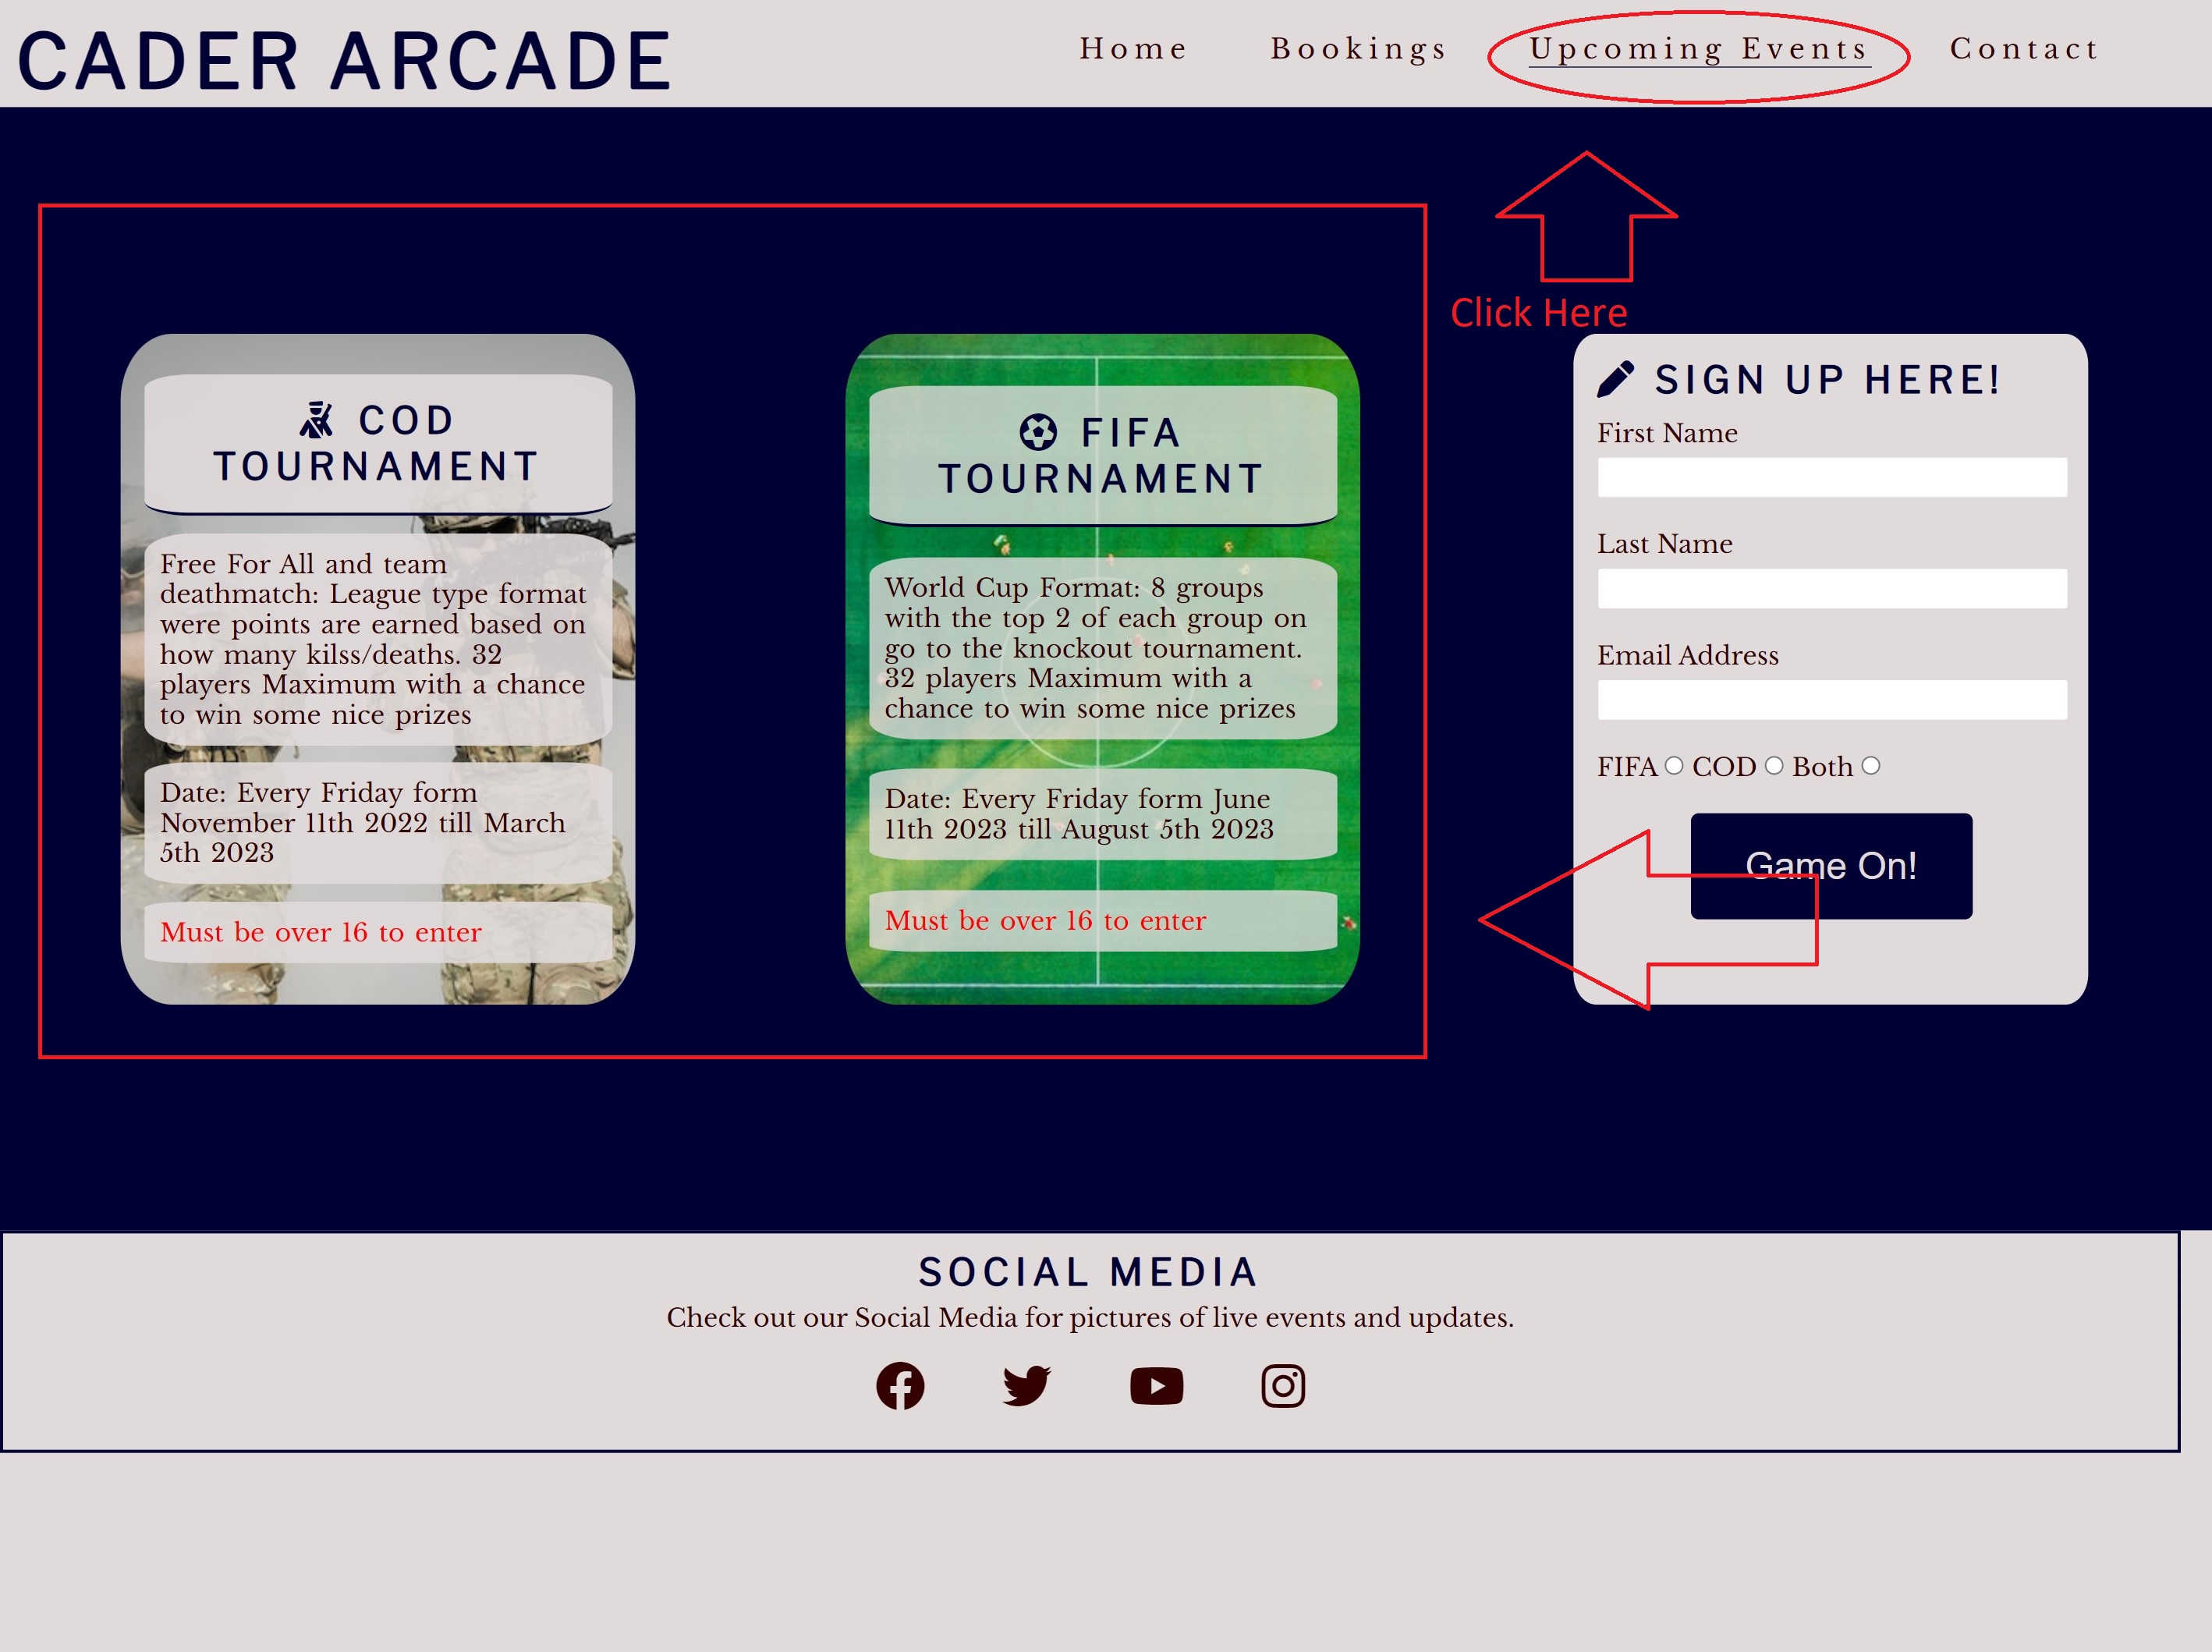 CADER ARCADE
Home Bookings Upcoming Events Contact
Click Here
COD
TOURNAMENT
Free For All and team
deathmatch: League type format
were points are earned based on
how many kilss/deaths. 32
players Maximum with a chance
to win some nice prizes
Date: Every Friday form
November 11th 2022 till March
5th 2023
Must be over 16 to enter
FIFA
TOURNAMENT
World Cup Format: 8 groups
with the top 2 of each group on
go to the knockout tournament.
32 players Maximum with a
chance to win some nice prizes
Date: Every Friday form June
11th 2023 till August 5th 2023
Must be over 16 to enter
SIGN UP HERE!
First Name
Last Name
Email Address
FIFA COD Both
Game On!
SOCIAL MEDIA
Check out our Social Media for pictures of live events and updates.